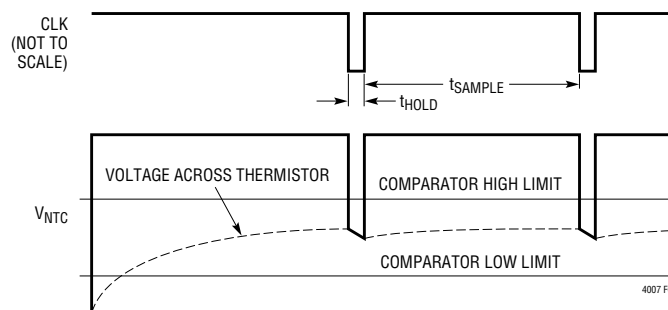 CLK
(NOT TO
SCALE)
tSAMPLE
tHOLD
VOLTAGE ACROSS THERMISTOR
COMPARATOR HIGH LIMIT
VNTC
COMPARATOR LOW LIMIT
4007 F